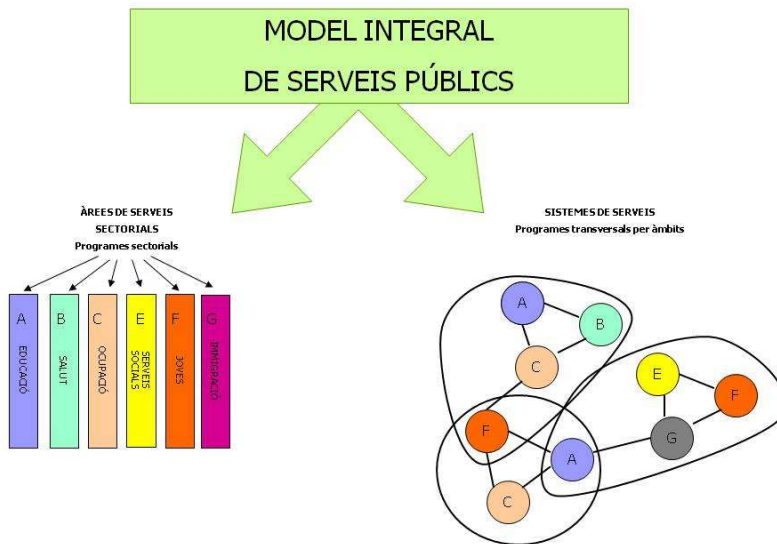 MODEL INTEGRAL
DE SERVEIS PÚBLICS
ÀREES DE SERVEIS
SECTORIALS
Programes sectorials
A
EDUCACIÓ
B
SALUT
C
OCUPACIÓ
E
SERVEIS
SOCIALS
F
JOVES
G
IMMIGRACIÓ
SISTEMES DE SERVEIS
Programes transversals per àmbits
A
B
C
E
F
G
F
A
C